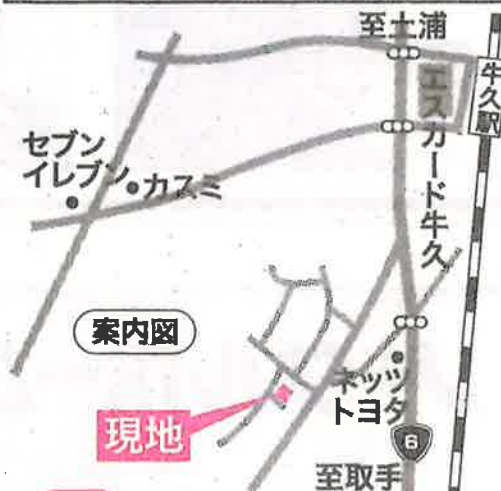 至土浦
牛久駅
エスカード牛久
セブン
イレブン
カスミ
案内図
ネッツ
トヨタ
現地
6
至取手